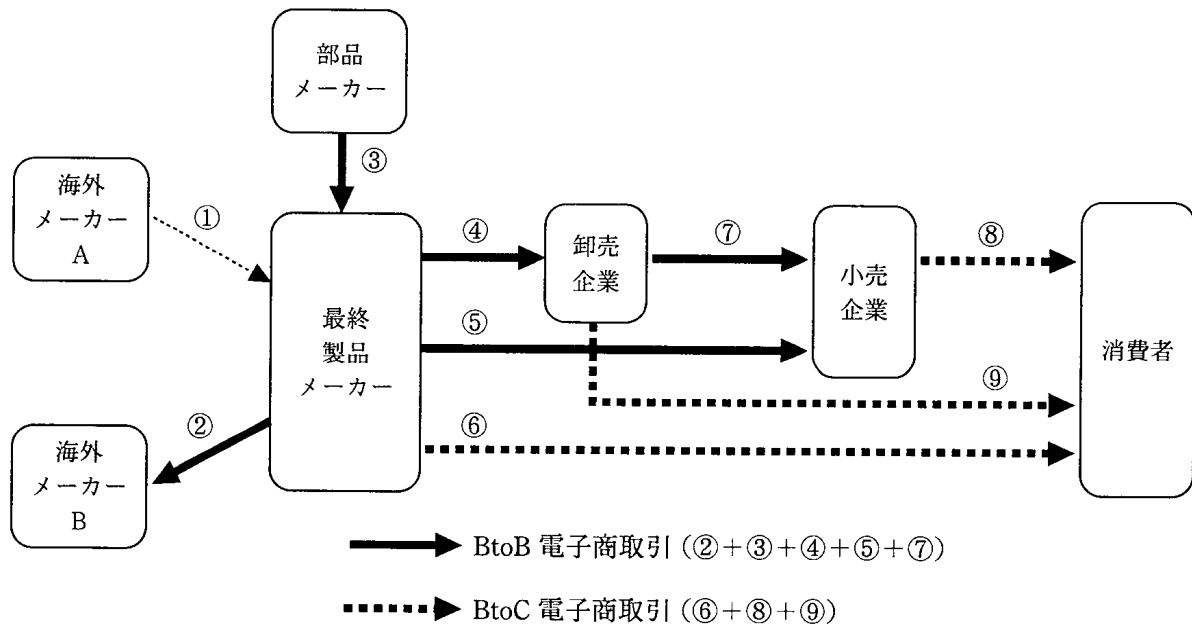 部品
メーカー
③
海外
メーカー
A
①
④
卸売
企業
⑦
⑧
小売
企業
最終
製品
メーカー
⑤
消費者
⑨
②
⑥
海外
メーカー
B
BtoB 電子商取引 (②+③+④+⑤+⑦)
BtoC 電子商取引 (⑥+⑧+⑨)